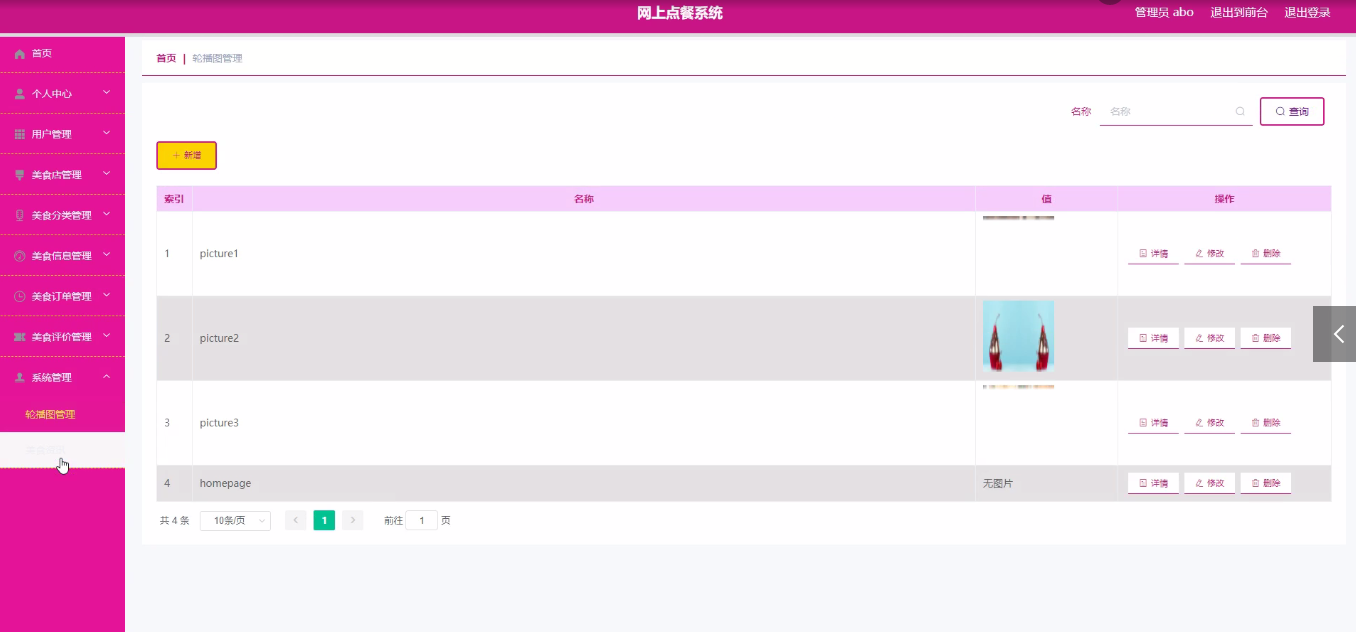 网上点餐系统
管理员 abo 退出到前台 退出登录
首页
个人中心
用户管理
美食店管理
美食分类管理
美食信息管理
美食订单管理
美食评价管理
系统管理
轮播图管理
首页 | 轮播图管理
名称 名称 查询
+ 新增
索引 名称 值 操作
1 picture1 详情 修改 删除
2 picture2 详情 修改 删除
3 picture3 详情 修改 删除
4 homepage 无图片 详情 修改 删除
共 4 条 10条/页 1 前往 1 页